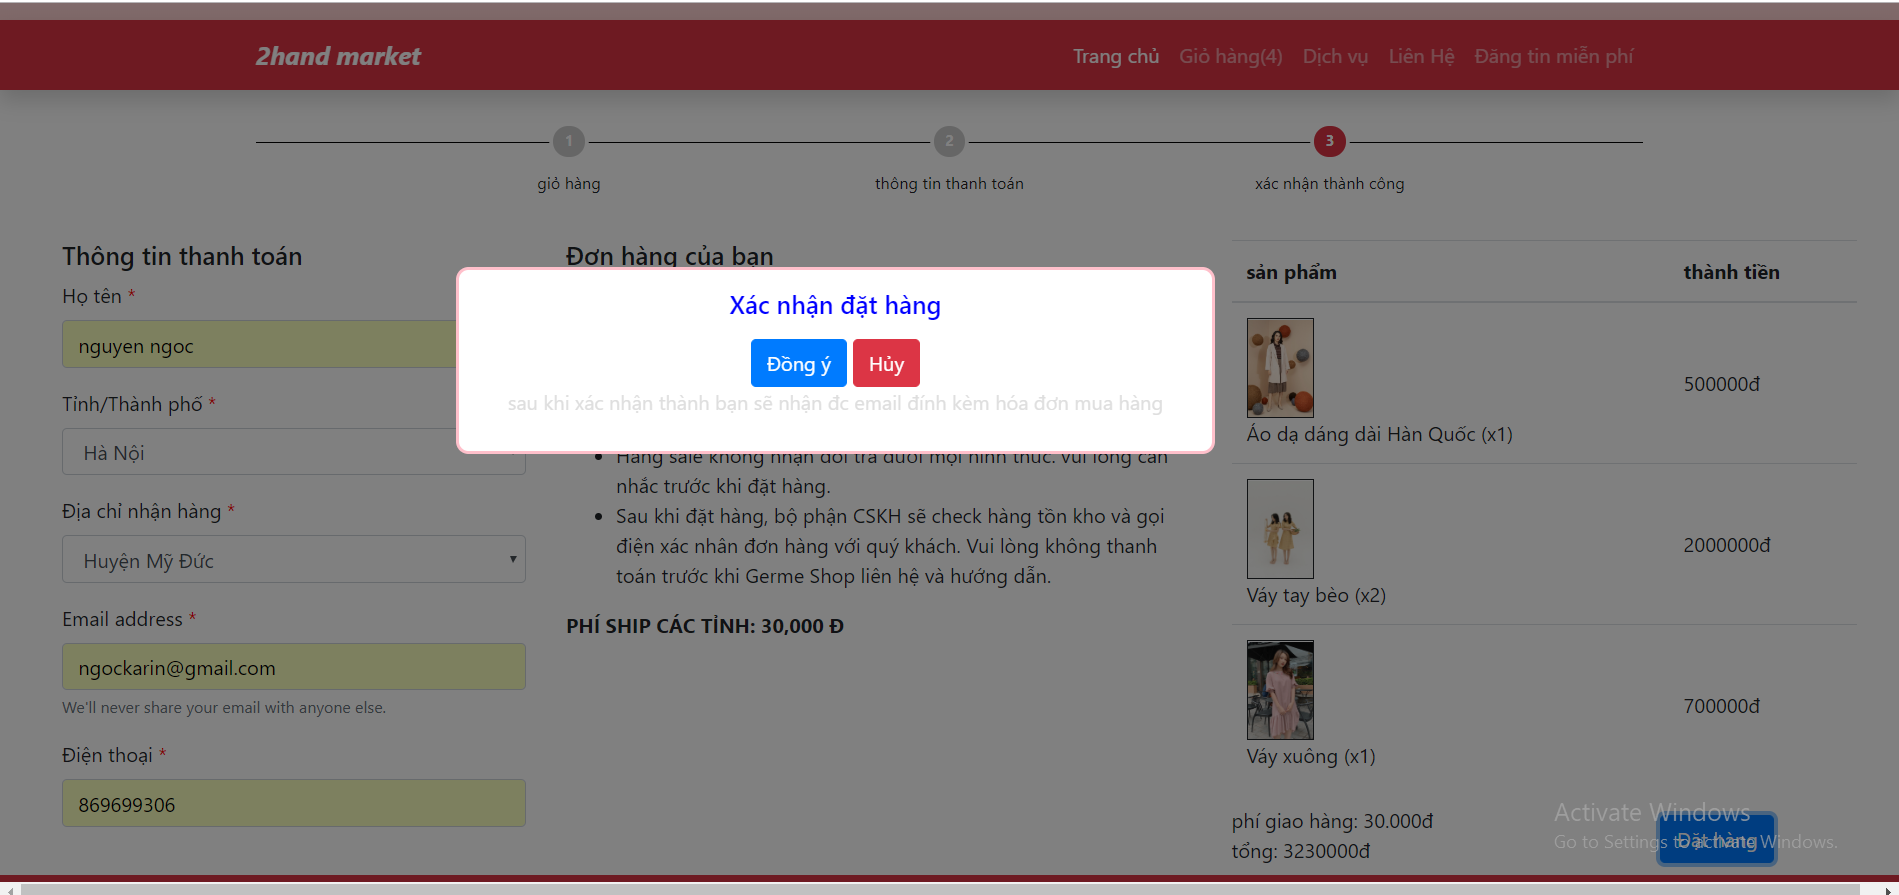 2hand market
Trang chủ Giỏ hàng(4) Dịch vụ Liên Hệ Đăng tin miễn phí
1 2 3
giỏ hàng thông tin thanh toán xác nhận thành công
Thông tin thanh toán
Họ tên *
nguyen ngoc
Tỉnh/Thành phố *
Hà Nội
Địa chỉ nhận hàng *
Huyện Mỹ Đức
Email address *
ngockarin@gmail.com
We'll never share your email with anyone else.
Điện thoại *
869699306
Đơn hàng của bạn
Xác nhận đặt hàng
Đồng ý Hủy
sau khi xác nhận thành bạn sẽ nhận đc email đính kèm hóa đơn mua hàng
Hàng sale không nhận đổi trả dưới mọi hình thức. Vui lòng cân
nhắc trước khi đặt hàng.
Sau khi đặt hàng, bộ phận CSKH sẽ check hàng tồn kho và gọi
điện xác nhân đơn hàng với quý khách. Vui lòng không thanh
toán trước khi Germe Shop liên hệ và hướng dẫn.
PHÍ SHIP CÁC TỈNH: 30,000 Đ
sản phẩm thành tiền
Áo dạ dáng dài Hàn Quốc (x1)
500000đ
Váy tay bèo (x2)
2000000đ
Váy xuông (x1)
700000đ
phí giao hàng: 30.000đ
tổng: 3230000đ
Đặt hàng
Activate Windows
Go to Settings to activate Windows.